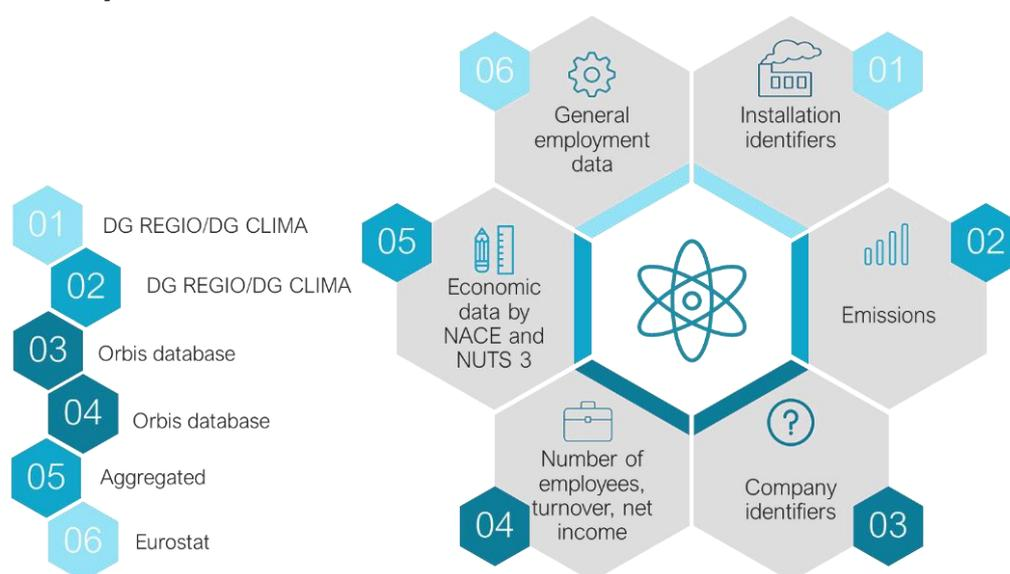 01
DG REGIO/DG CLIMA
02
DG REGIO/DG CLIMA
03
Orbis database
04
Orbis database
05
Aggregated
06
Eurostat
06
General
employment
data
Installation
identifiers
01
05
Economic
data by
NACE and
NUTS 3
02
Emissions
04
Number of
employees,
turnover, net
income
?
Company
identifiers
03